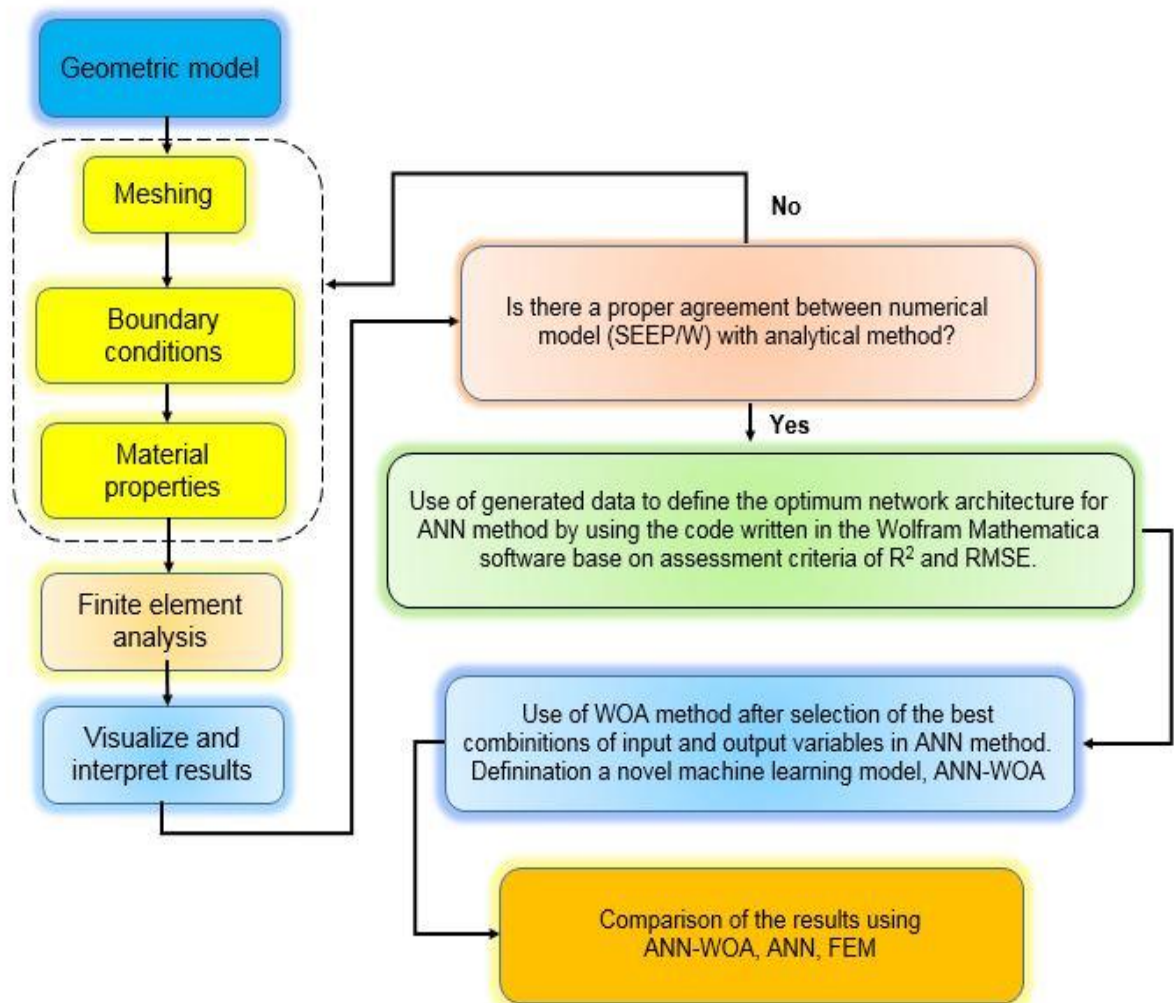 Geometric model
Meshing
Boundary
conditions
Material
properties
Finite element
analysis
Visualize and
interpret results
No
Is there a proper agreement between numerical
model (SEEP/W) with analytical method?
Yes
Use of generated data to define the optimum network architecture for
ANN method by using the code written in the Wolfram Mathematica
software base on assessment criteria of R² and RMSE.
Use of WOA method after selection of the best
combinitions of input and output variables in ANN method.
Definination a novel machine learning model, ANN-WOA
Comparison of the results using
ANN-WOA, ANN, FEM